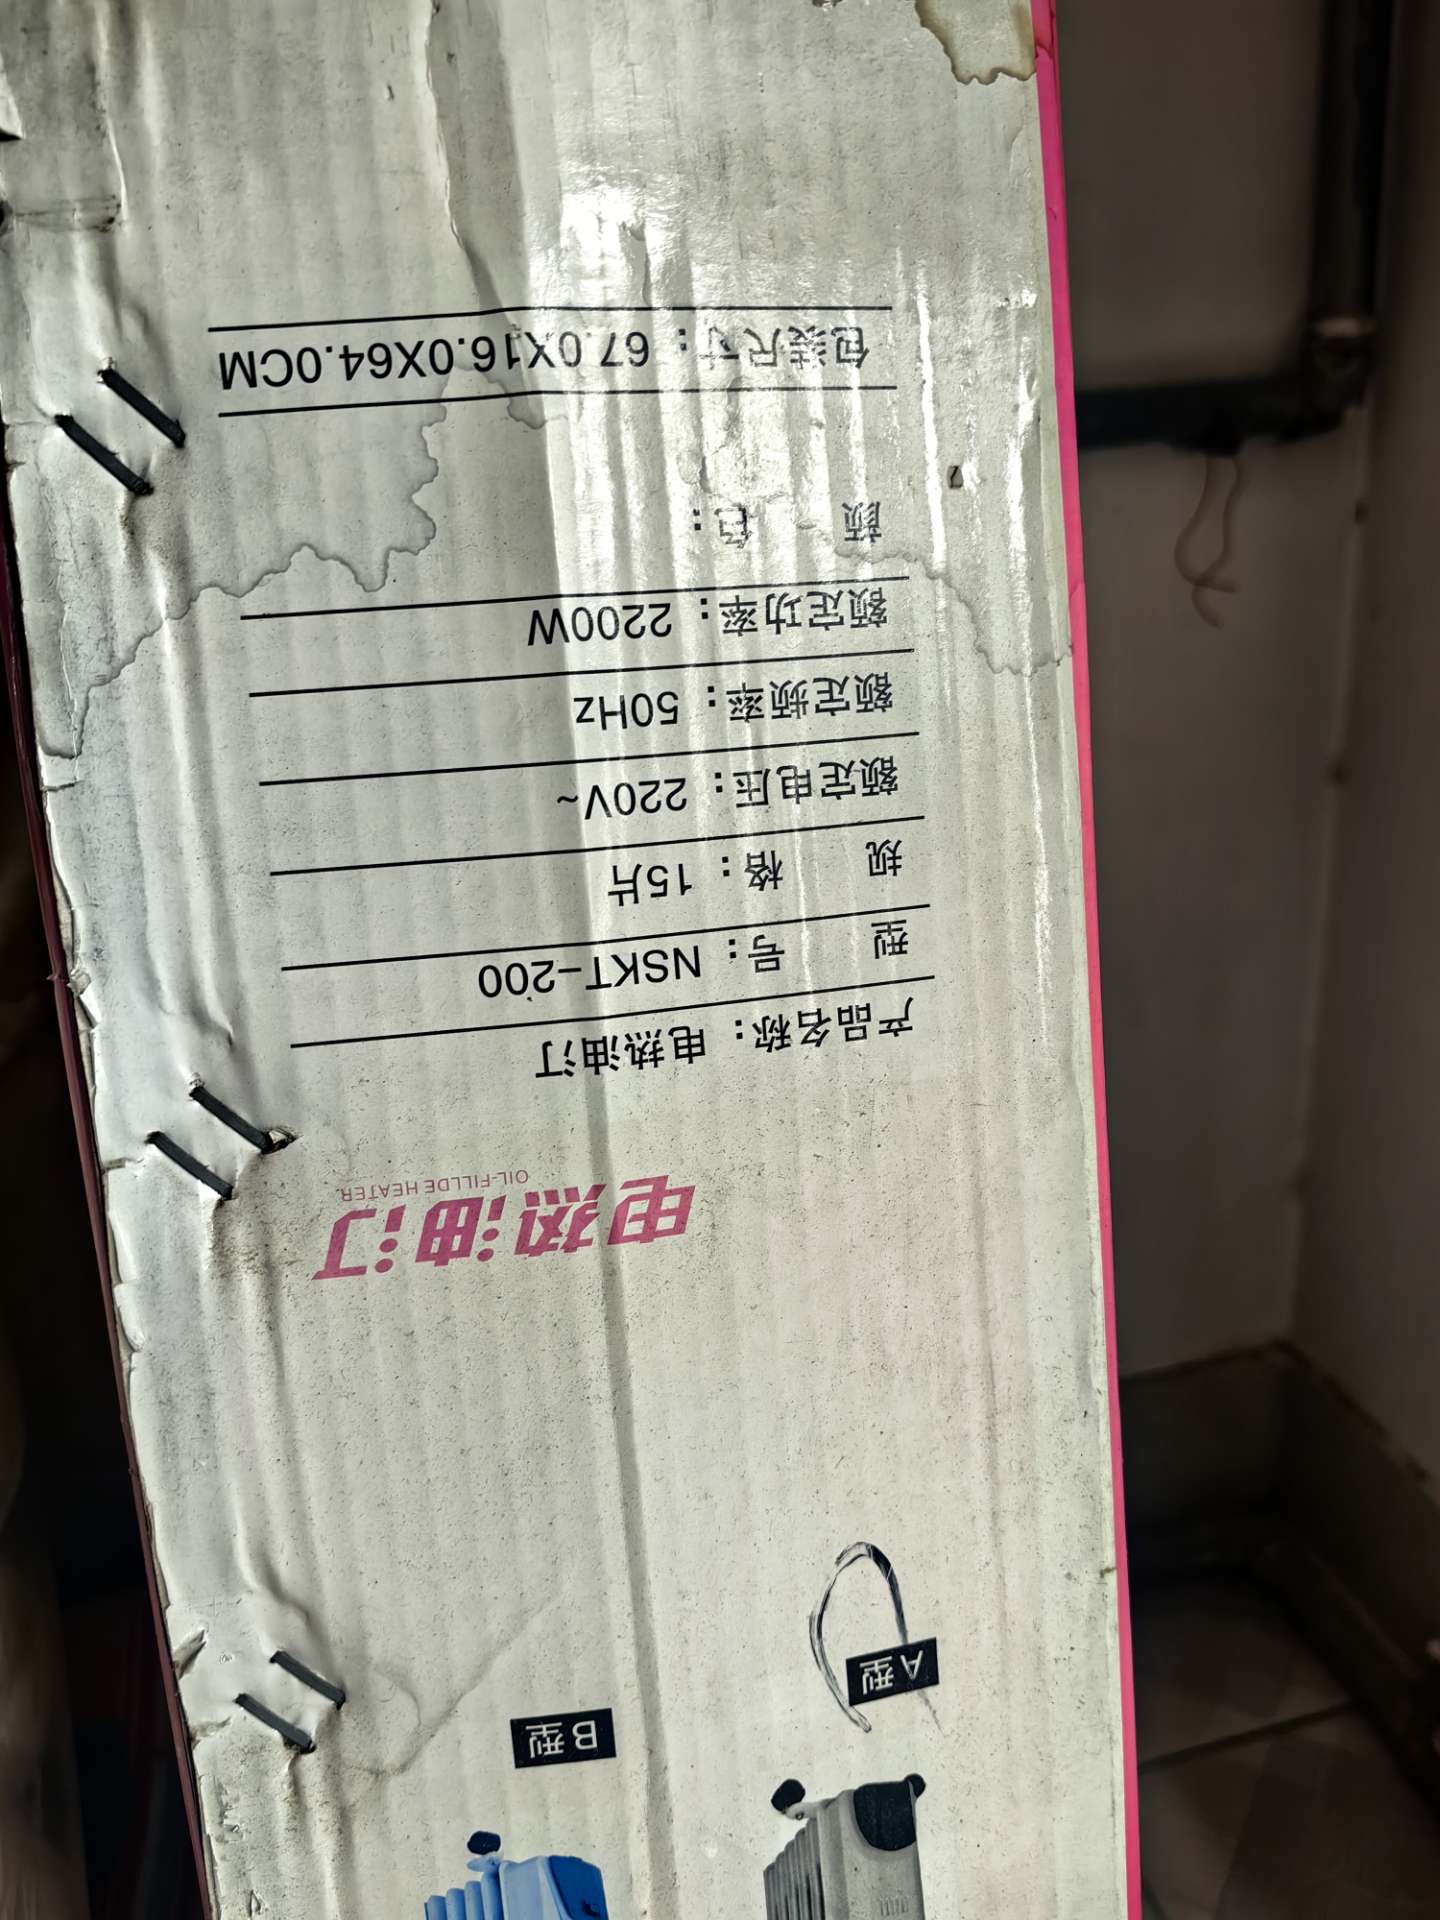 A型
B型
电热油汀
OIL-FILLDE HEATER
产品名称：电热油汀
型 号：NSKT-200
规 格：15片
额定电压：220V~
额定频率：50Hz
额定功率：2200W
颜 色：
包装尺寸：67.0X16.0X64.0CM